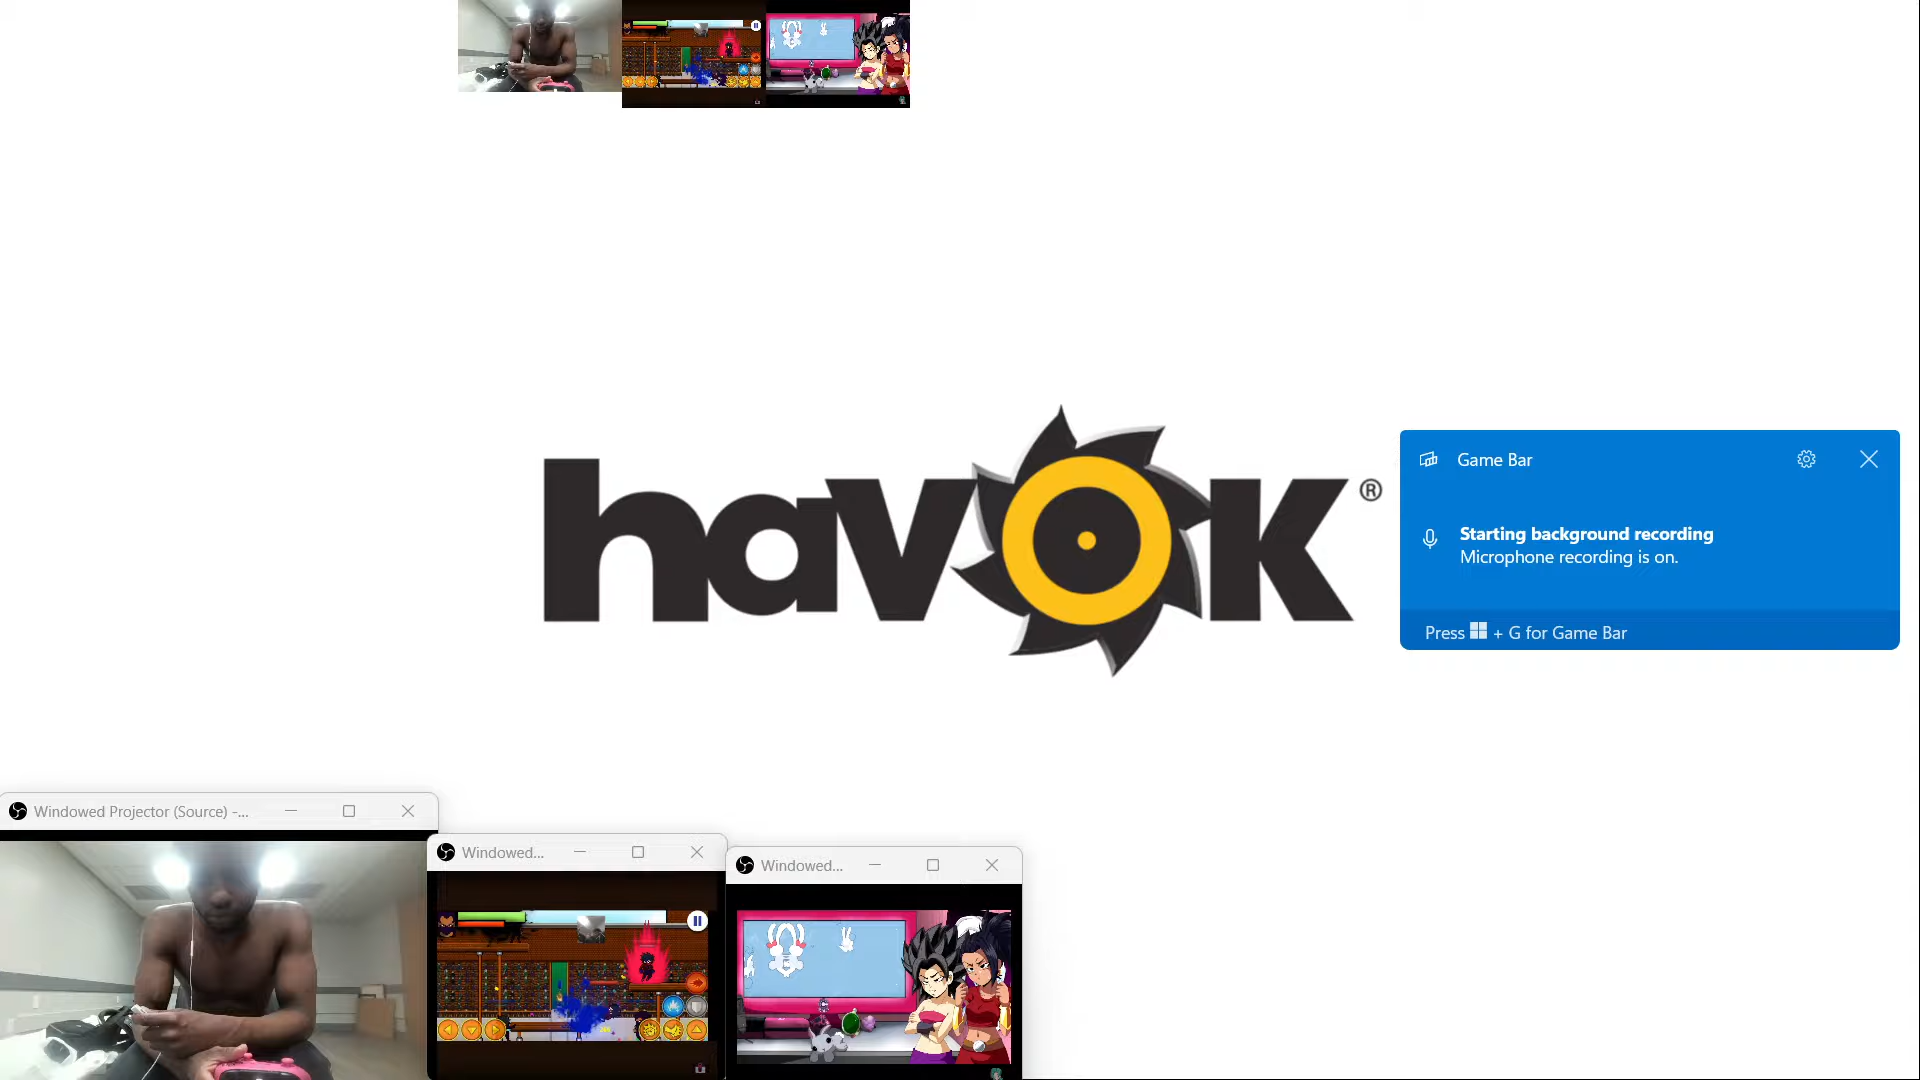 havok®
Game Bar
Starting background recording
Microphone recording is on.
Press + G for Game Bar
Windowed Projector (Source) -...
Windowed...
Windowed...